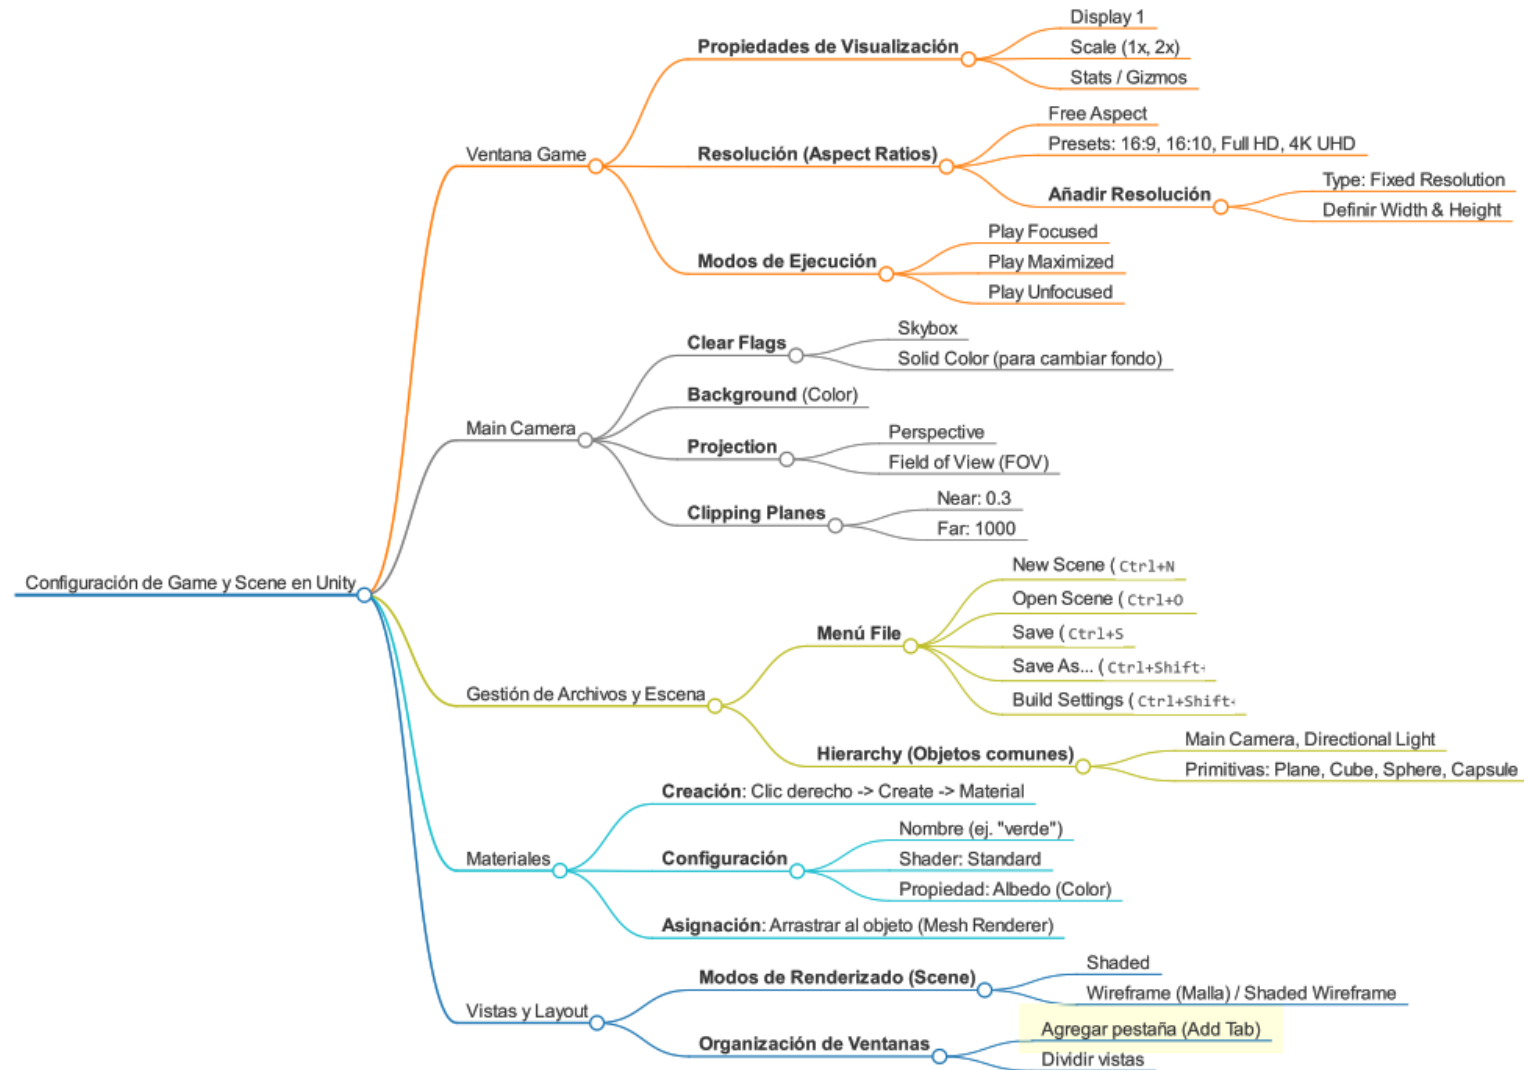 Configuración de Game y Scene en Unity
Ventana Game
Propiedades de Visualización
Display 1
Scale (1x, 2x)
Stats / Gizmos
Resolución (Aspect Ratios)
Free Aspect
Presets: 16:9, 16:10, Full HD, 4K UHD
Añadir Resolución
Type: Fixed Resolution
Definir Width & Height
Modos de Ejecución
Play Focused
Play Maximized
Play Unfocused
Main Camera
Clear Flags
Skybox
Solid Color (para cambiar fondo)
Background (Color)
Projection
Perspective
Field of View (FOV)
Clipping Planes
Near: 0.3
Far: 1000
Gestión de Archivos y Escena
Menú File
New Scene ( Ctrl+N
Open Scene ( Ctrl+O
Save ( Ctrl+S
Save As... ( Ctrl+Shift+
Build Settings ( Ctrl+Shift+
Hierarchy (Objetos comunes)
Main Camera, Directional Light
Primitivas: Plane, Cube, Sphere, Capsule
Materiales
Creación: Clic derecho -> Create -> Material
Configuración
Nombre (ej. "verde")
Shader: Standard
Propiedad: Albedo (Color)
Asignación: Arrastrar al objeto (Mesh Renderer)
Vistas y Layout
Modos de Renderizado (Scene)
Shaded
Wireframe (Malla) / Shaded Wireframe
Organización de Ventanas
Agregar pestaña (Add Tab)
Dividir vistas